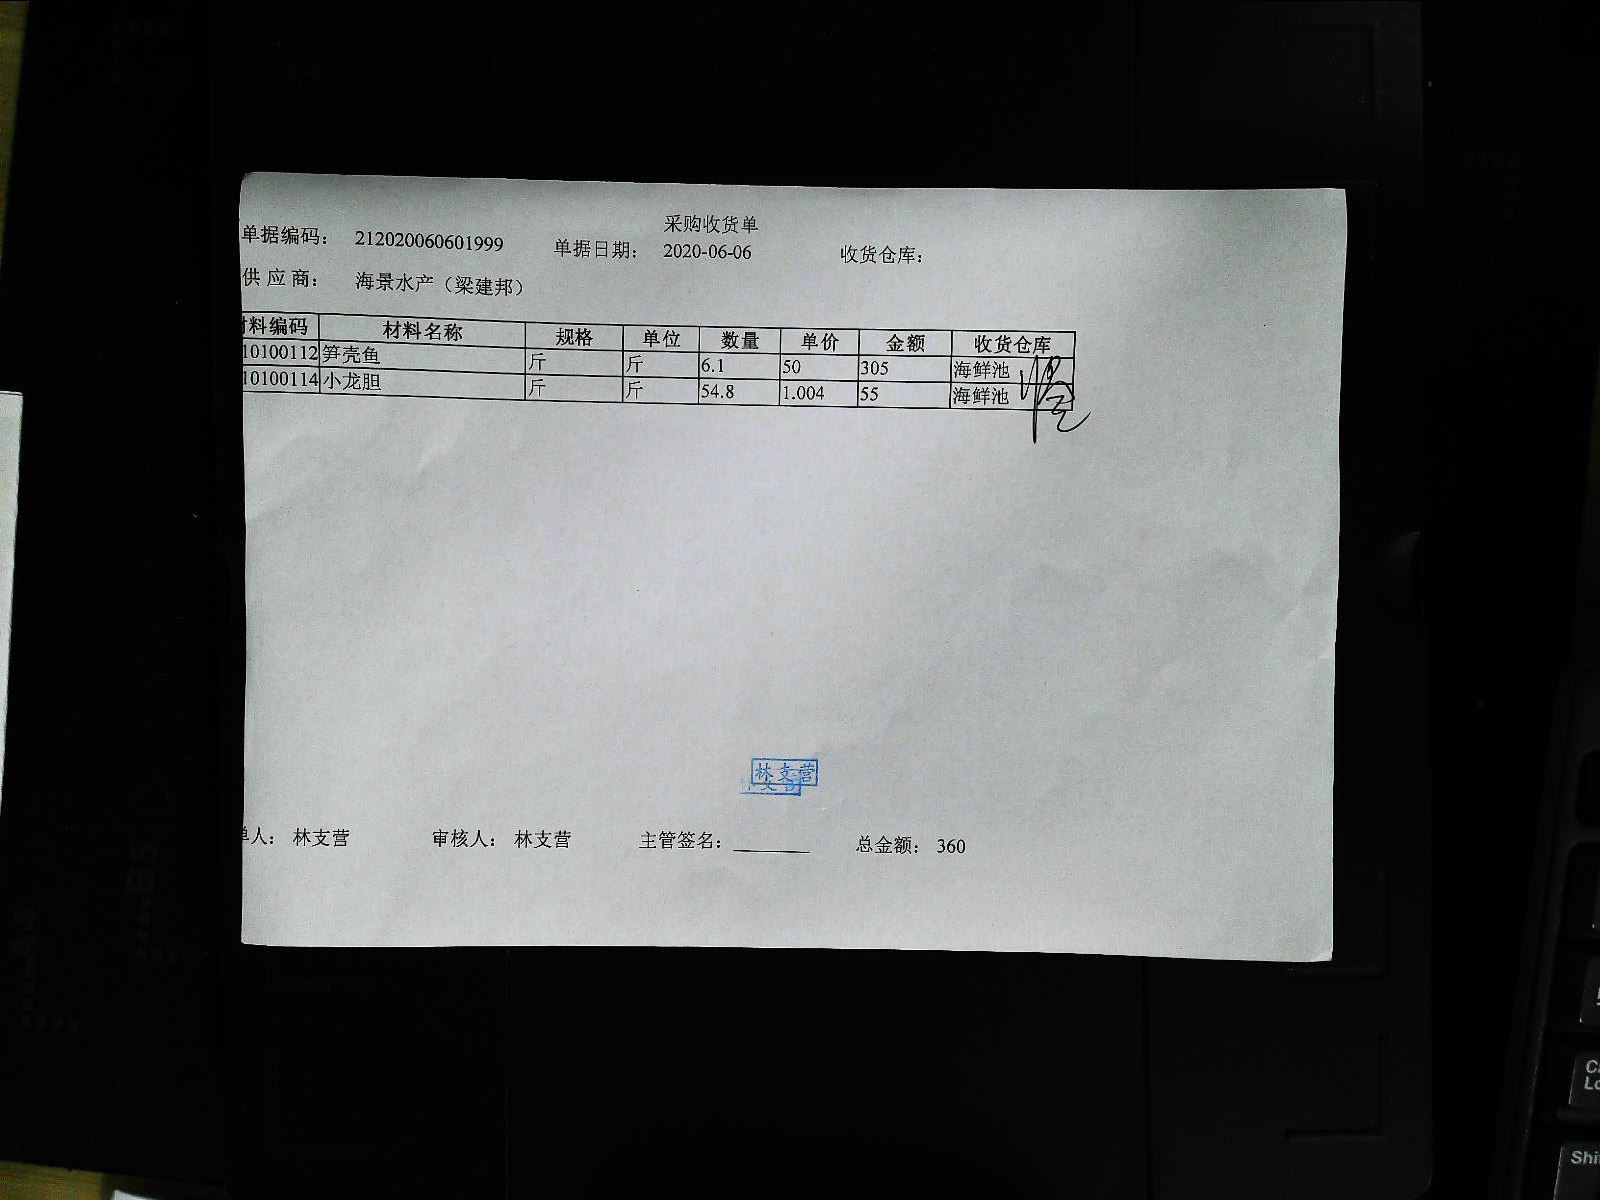 采购收货单
单据编码： 212020060601999 单据日期： 2020-06-06 收货仓库：
供 应 商： 海景水产（梁建邦）
材料编码 材料名称 规格 单位 数量 单价 金额 收货仓库
10100112 笋壳鱼 斤 斤 6.1 50 305 海鲜池
10100114 小龙胆 斤 斤 54.8 1.004 55 海鲜池
林支营
单人： 林支营 审核人： 林支营 主管签名： 总金额： 360